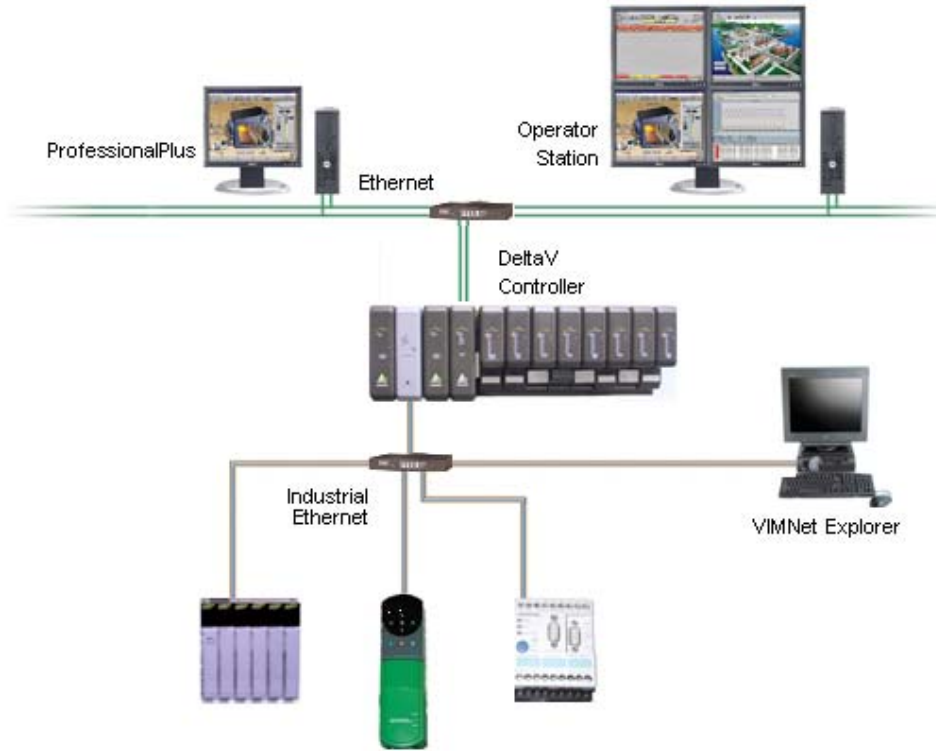 ProfessionalPlus
Operator
Station
Ethernet
DeltaV
Controller
Industrial
Ethernet
VIMNet Explorer